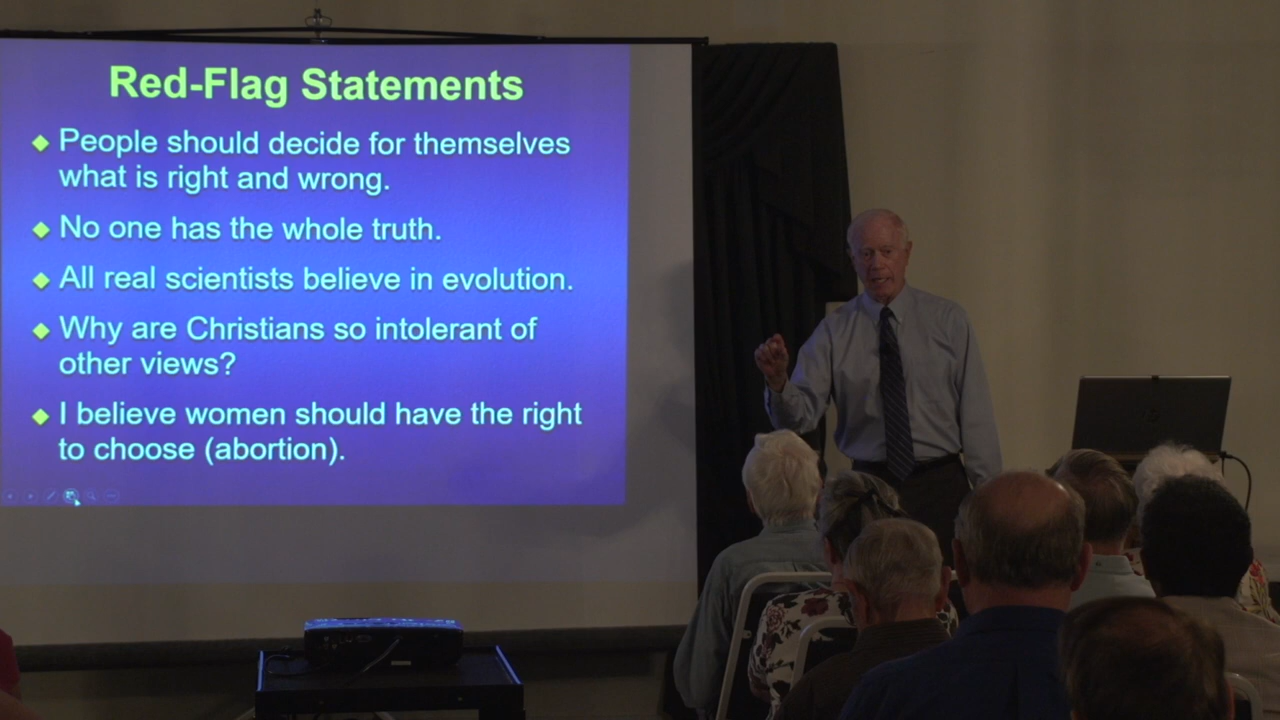 Red-Flag Statements
People should decide for themselves
what is right and wrong.
No one has the whole truth.
All real scientists believe in evolution.
Why are Christians so intolerant of
other views?
I believe women should have the right
to choose (abortion).